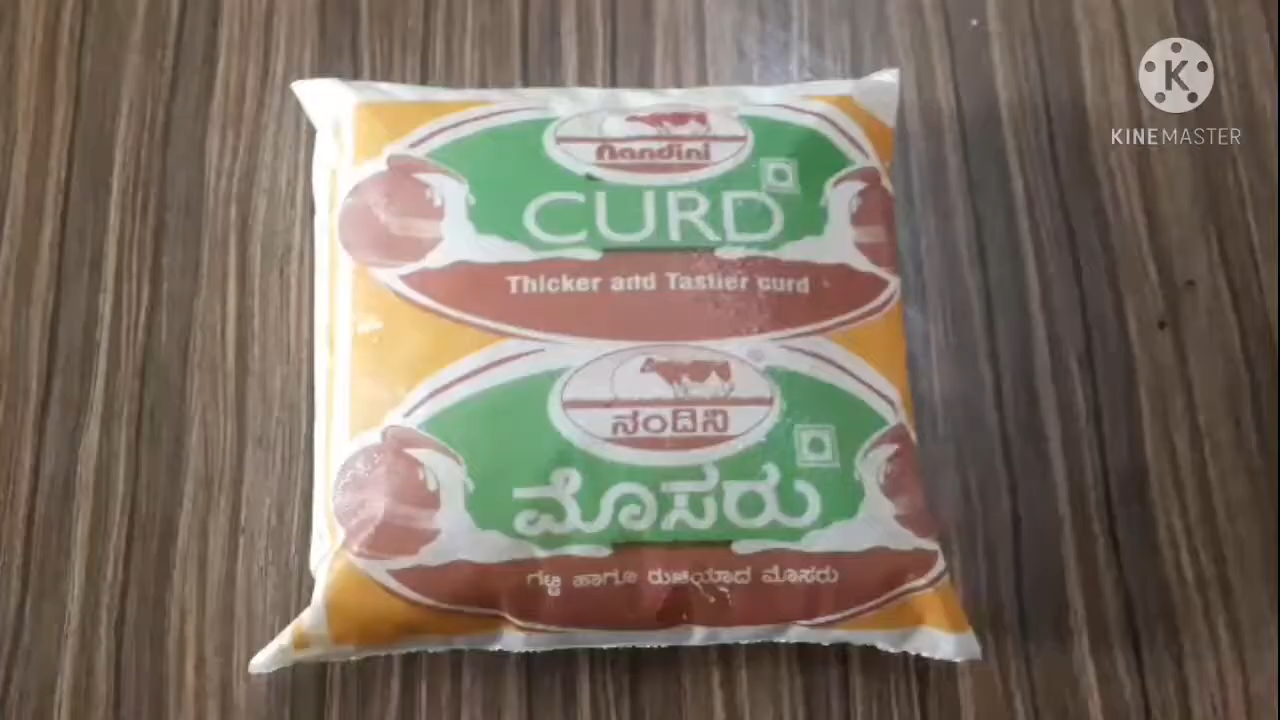 KINEMASTER
Nandini
CURD
Thicker and Tastier curd
ನಂದಿನಿ
ಮೊಸರು
ಗಟ್ಟಿ ಹಾಗೂ ರುಚಿಯಾದ ಮೊಸರು